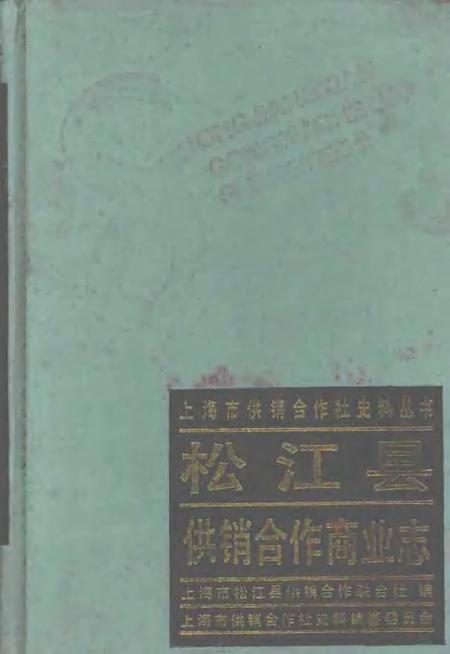 上海市供销合作社史料丛书
松江县
供销合作商业志
上海市松江县供销合作联合社 编
上海市供销合作社史料编审委员会